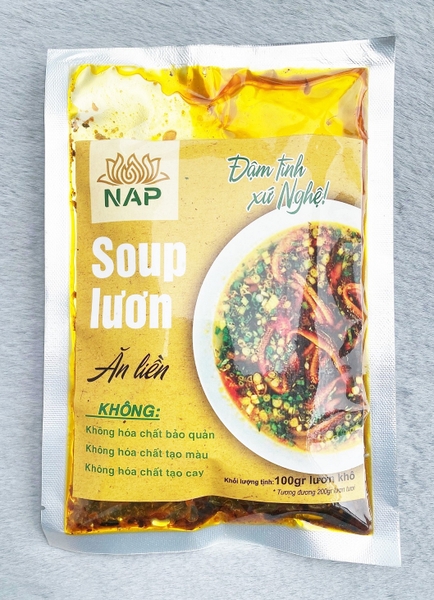 NAP
Đậm tình
xứ Nghệ!
Soup
lươn
Ăn liền
KHÔNG:
Không hóa chất bảo quản
Không hóa chất tạo màu
Không hóa chất tạo cay
Khối lượng tịnh: 100gr lươn khô
* Tương đương 200gr lươn tươi